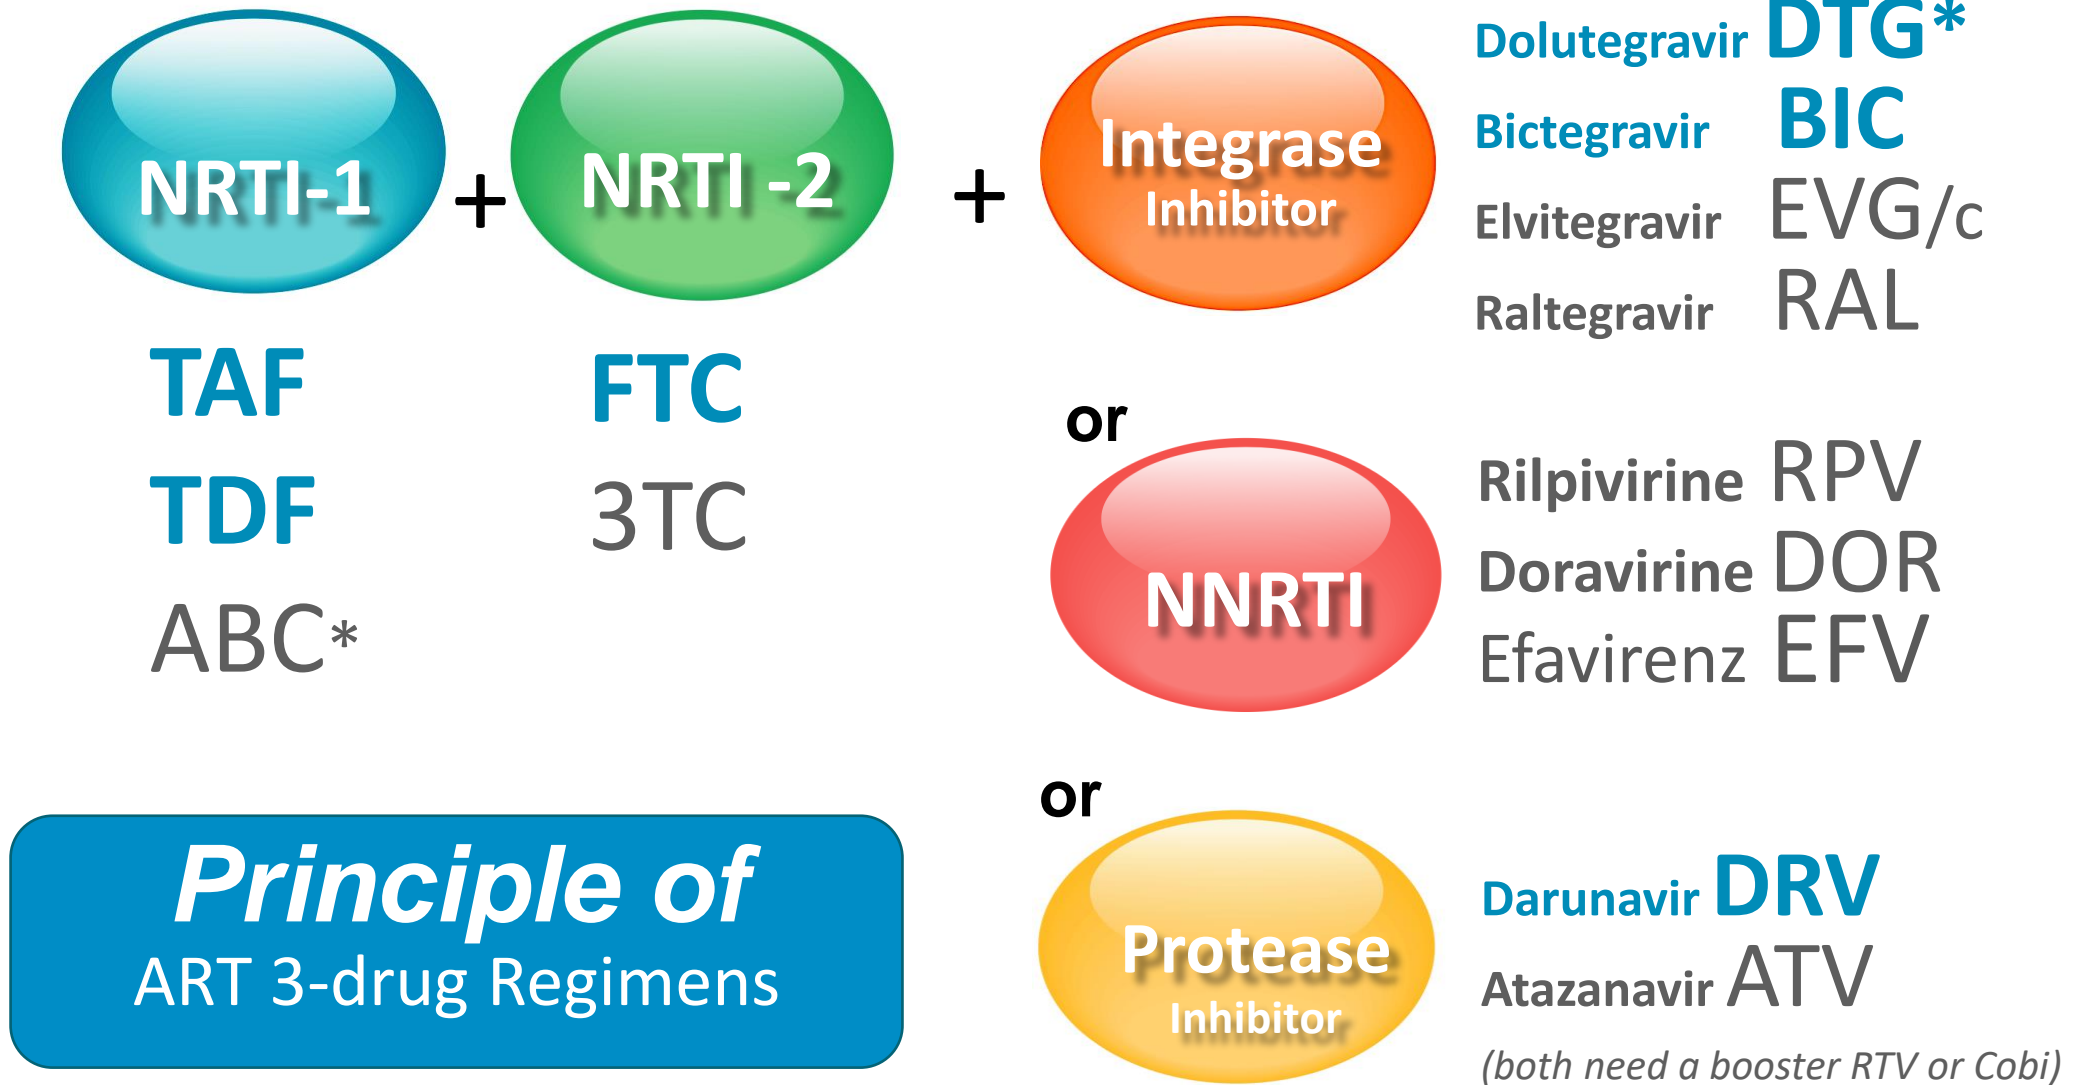 NRTI-1
+
NRTI -2
+
Integrase
Inhibitor
Dolutegravir DTG*
Bictegravir BIC
Elvitegravir EVG/c
Raltegravir RAL
TAF
TDF
ABC*
FTC
3TC
or
NNRTI
Rilpivirine RPV
Doravirine DOR
Efavirenz EFV
or
Protease
Inhibitor
Darunavir DRV
Atazanavir ATV
(both need a booster RTV or Cobi)
Principle of
ART 3-drug Regimens